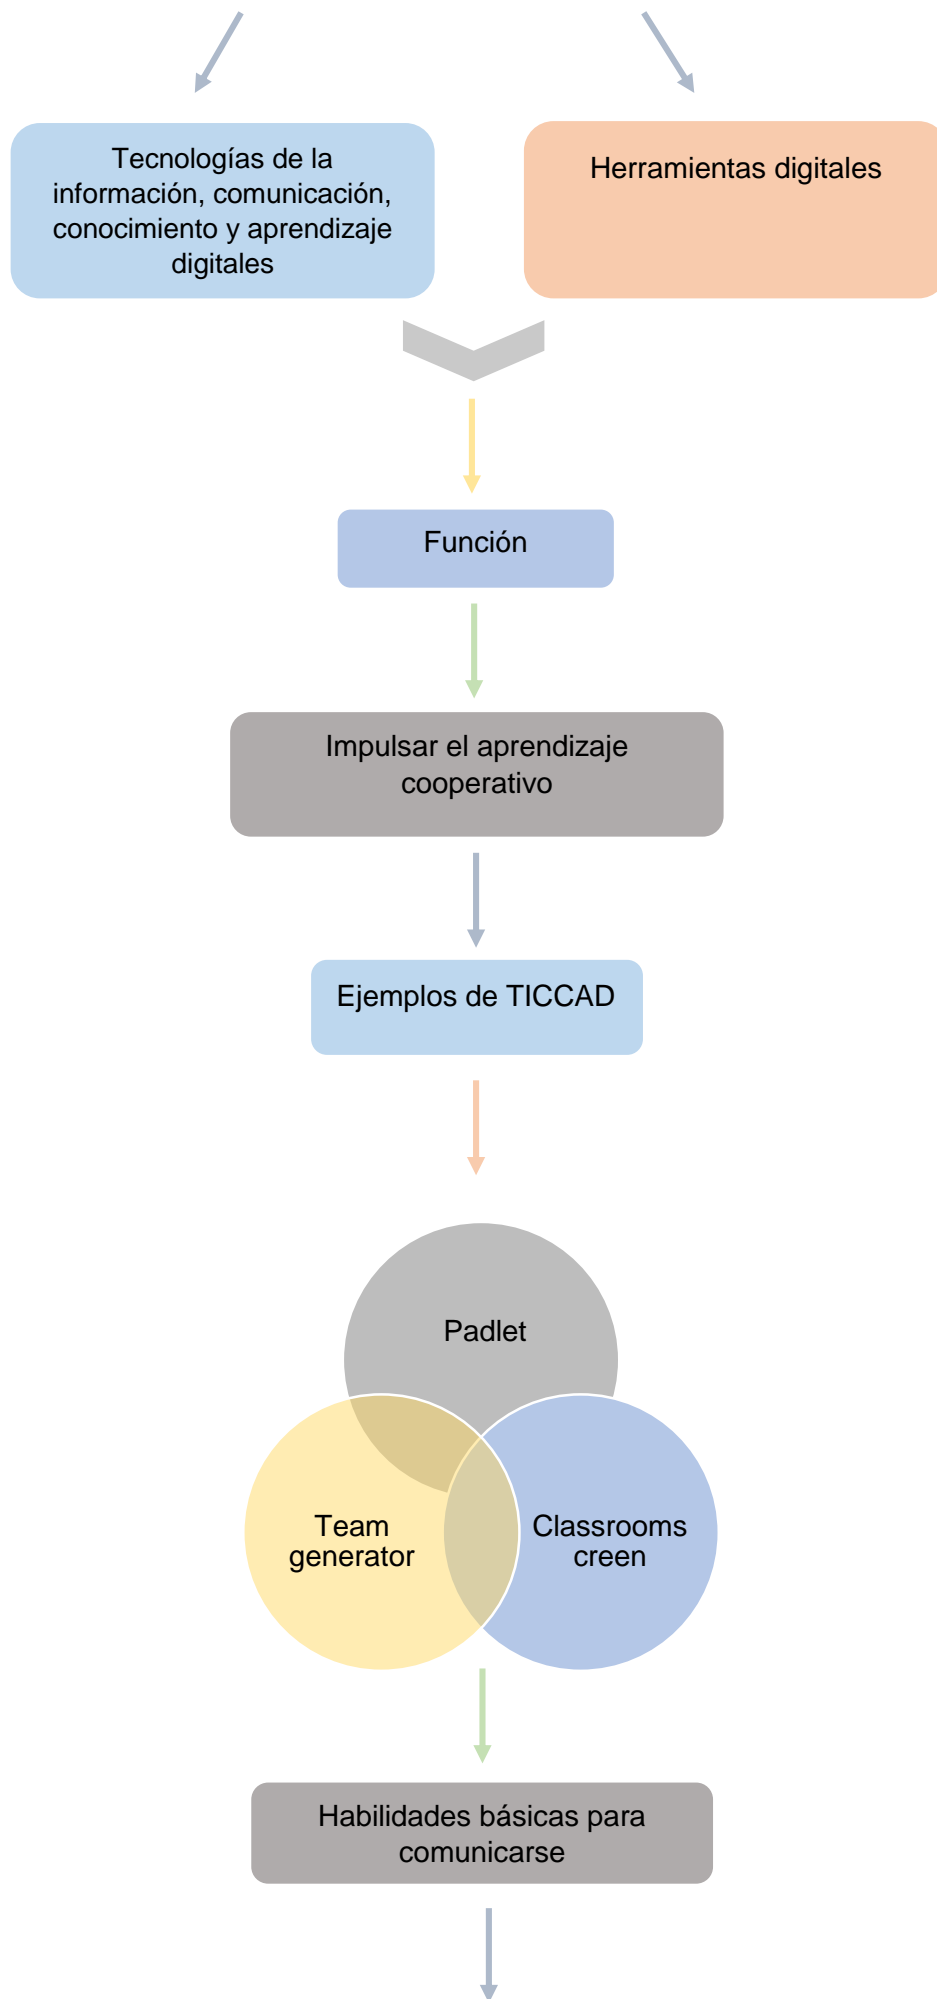 Tecnologías de la
información, comunicación,
conocimiento y aprendizaje
digitales
Herramientas digitales
Función
Impulsar el aprendizaje
cooperativo
Ejemplos de TICCAD
Padlet
Team
generator
Classrooms
creen
Habilidades básicas para
comunicarse